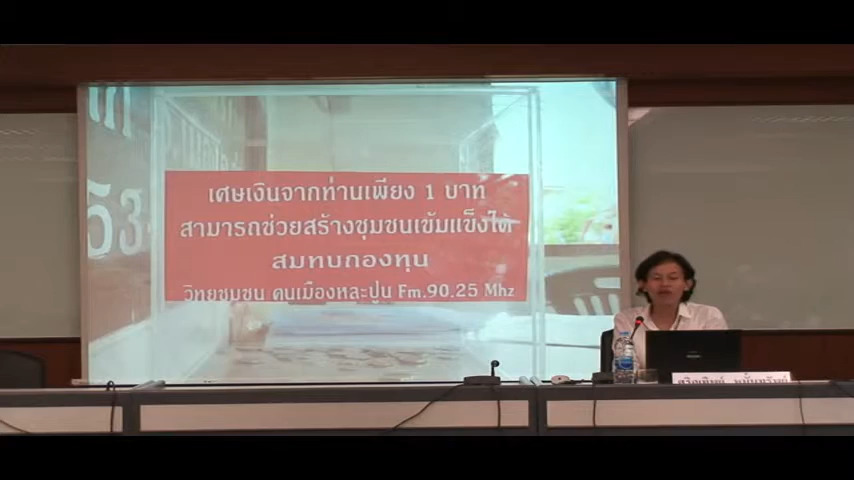 เศษเงินจากท่านเพียง 1 บาท
สามารถช่วยสร้างชุมชนเข้มแข็งได้
สมทบกองทุน
วิทยุชุมชน คนเมืองหละปูน Fm.90.25 Mhz